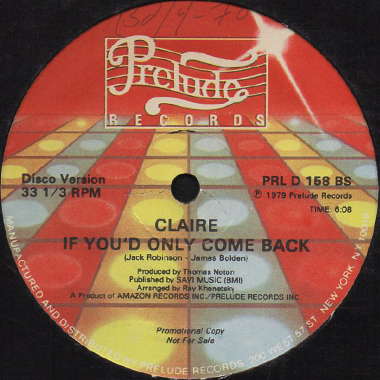 Prelude
RECORDS
Disco Version
33 1/3 RPM
PRL D 158 BS
℗ 1979 Prelude Records
TIME: 6:08
CLAIRE
IF YOU'D ONLY COME BACK
(Jack Robinson - James Bolden)
Produced by Thomas Noton
Published by SAVI MUSIC (BMI)
Arranged by Ray Khenetsky
A Product of AMAZON RECORDS INC./PRELUDE RECORDS INC.
Promotional Copy
Not For Sale
MANUFACTURED AND DISTRIBUTED BY PRELUDE RECORDS, 200 WEST 57 ST. NEW YORK, N.Y. 10019